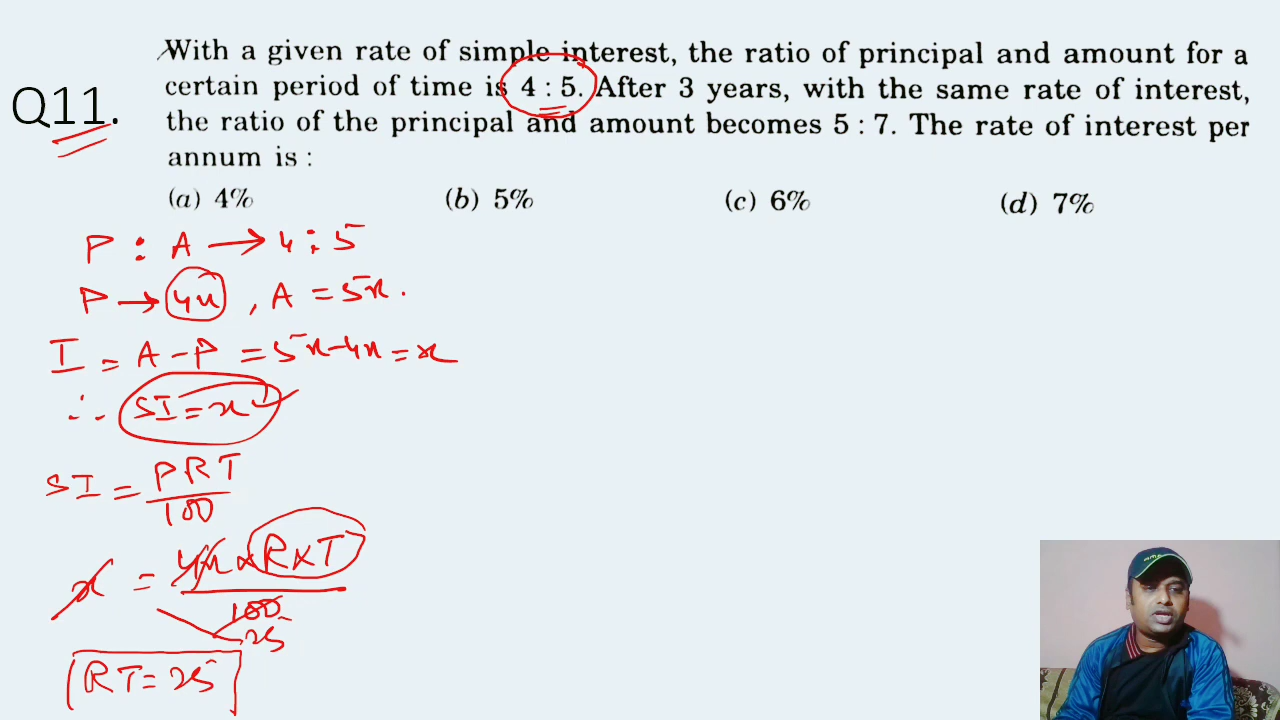 Q11.
With a given rate of simple interest, the ratio of principal and amount for a
certain period of time is 4 : 5. After 3 years, with the same rate of interest,
the ratio of the principal and amount becomes 5 : 7. The rate of interest per
annum is :
(a) 4% (b) 5% (c) 6% (d) 7%
P : A → 4 : 5
P → 4x , A = 5x .
I = A - P = 5x - 4x = x
∴ SI = x
SI = PRT
100
x = 4x × R × T
100
25
RT = 25